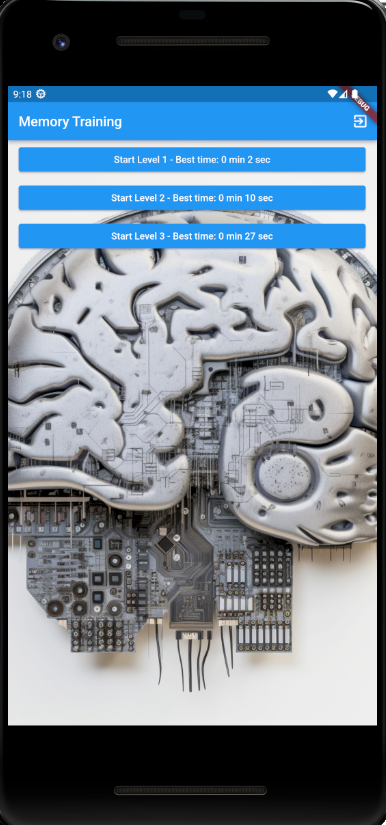 9:18
DEBUG
Memory Training
Start Level 1 - Best time: 0 min 2 sec
Start Level 2 - Best time: 0 min 10 sec
Start Level 3 - Best time: 0 min 27 sec